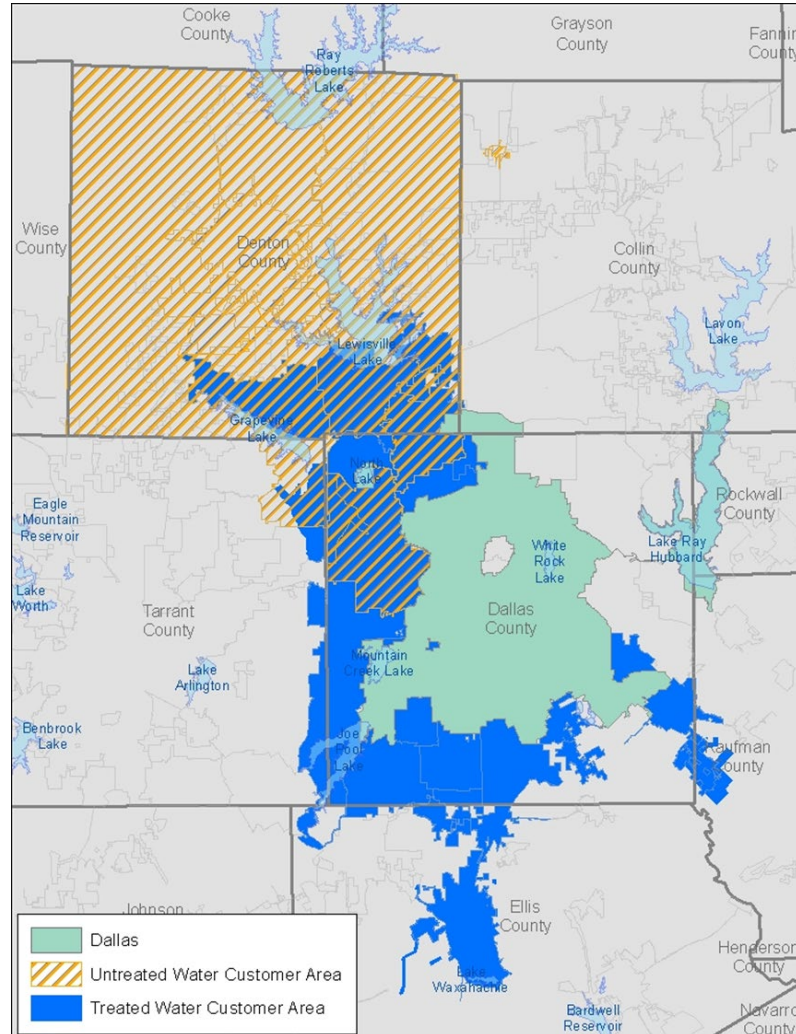 Cooke
County
Grayson
County
Fannin
County
Ray
Roberts
Lake
Wise
County
Denton
County
Collin
County
Lavon
Lake
Lewisville
Lake
Grapevine
Lake
North
Lake
Rockwall
County
Eagle
Mountain
Reservoir
White
Rock
Lake
Lake Ray
Hubbard
Lake
Worth
Tarrant
County
Dallas
County
Mountain
Creek Lake
Lake
Arlington
Benbrook
Lake
Joe
Pool
Lake
Kaufman
County
Johnson
Ellis
County
Henderson
County
Lake
Waxahachie
Bardwell
Reservoir
Navarro
County
Dallas
Untreated Water Customer Area
Treated Water Customer Area